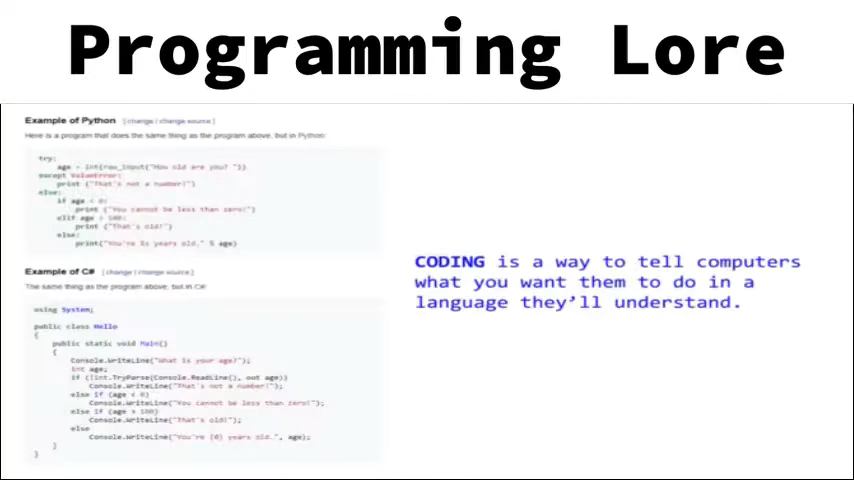 Programming Lore
Example of Python [change / change source]
Here is a program that does the same thing as the program above, but in Python:
try:
age = int(raw_input("How old are you? "))
except ValueError:
print ("That's not a number!")
else:
if age < 0:
print ("You cannot be less than zero!")
elif age > 100:
print ("That's old!")
else:
print("You're %s years old." % age)
Example of C# [change / change source]
The same thing as the program above, but in C#:
using System;
public class Hello
{
public static void Main()
{
Console.WriteLine("What is your age?");
int age;
if (!int.TryParse(Console.ReadLine(), out age))
Console.WriteLine("That's not a number!");
else if (age < 0)
Console.WriteLine("You cannot be less than zero!");
else if (age > 100)
Console.WriteLine("That's old!");
else
Console.WriteLine("You're {0} years old.", age);
}
}
CODING is a way to tell computers
what you want them to do in a
language they'll understand.